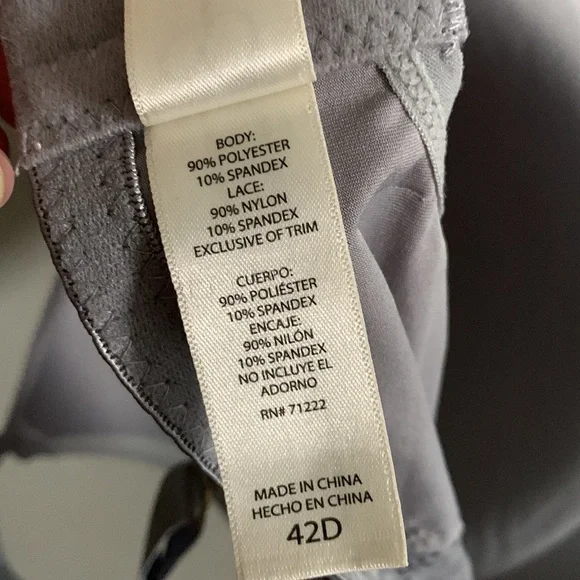 BODY:
90% POLYESTER
10% SPANDEX
LACE:
90% NYLON
10% SPANDEX
EXCLUSIVE OF TRIM
CUERPO:
90% POLIÉSTER
10% SPANDEX
ENCAJE:
90% NILÓN
10% SPANDEX
NO INCLUYE EL
ADORNO
RN# 71222
MADE IN CHINA
HECHO EN CHINA
42D